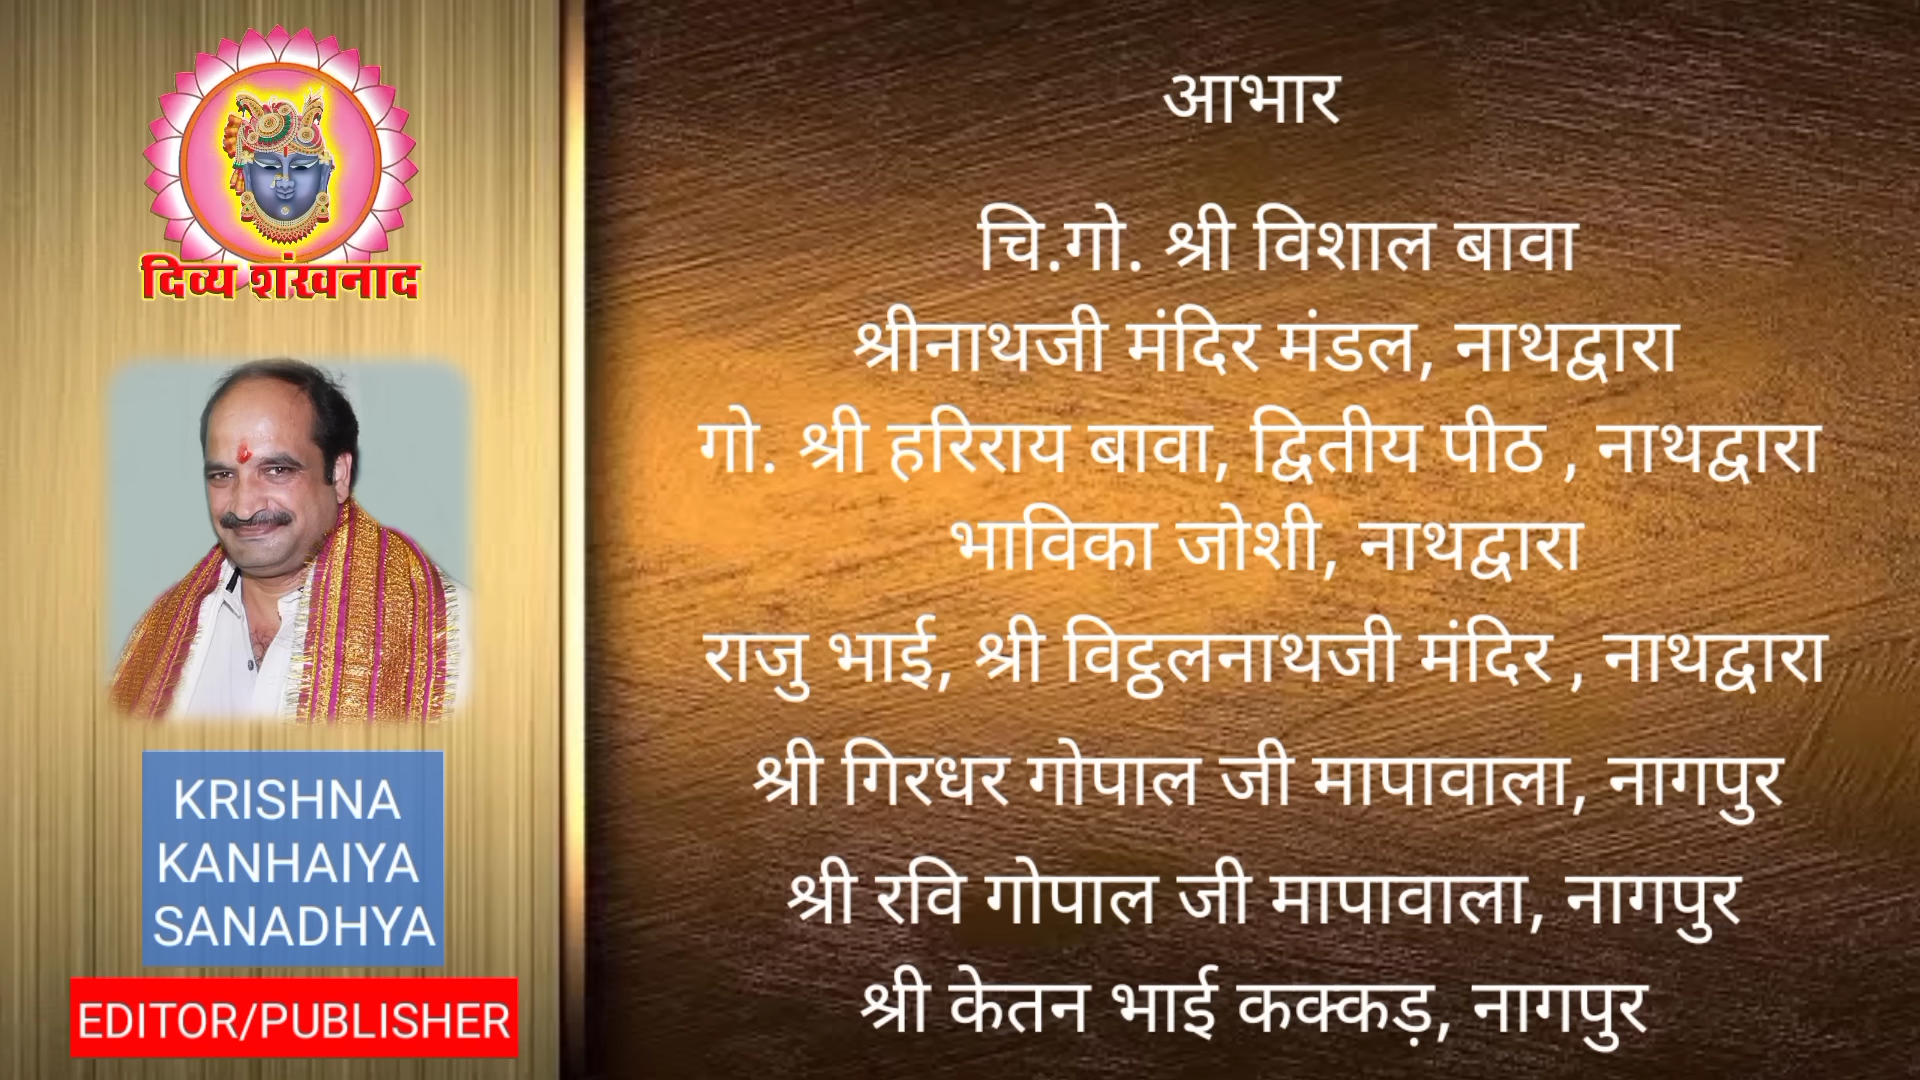 दिव्य शंखनाद
KRISHNA
KANHAIYA
SANADHYA
EDITOR/PUBLISHER
आभार
चि.गो. श्री विशाल बावा
श्रीनाथजी मंदिर मंडल, नाथद्वारा
गो. श्री हरिराय बावा, द्वितीय पीठ , नाथद्वारा
भाविका जोशी, नाथद्वारा
राजु भाई, श्री विट्ठलनाथजी मंदिर , नाथद्वारा
श्री गिरधर गोपाल जी मापावाला, नागपुर
श्री रवि गोपाल जी मापावाला, नागपुर
श्री केतन भाई कक्कड़, नागपुर